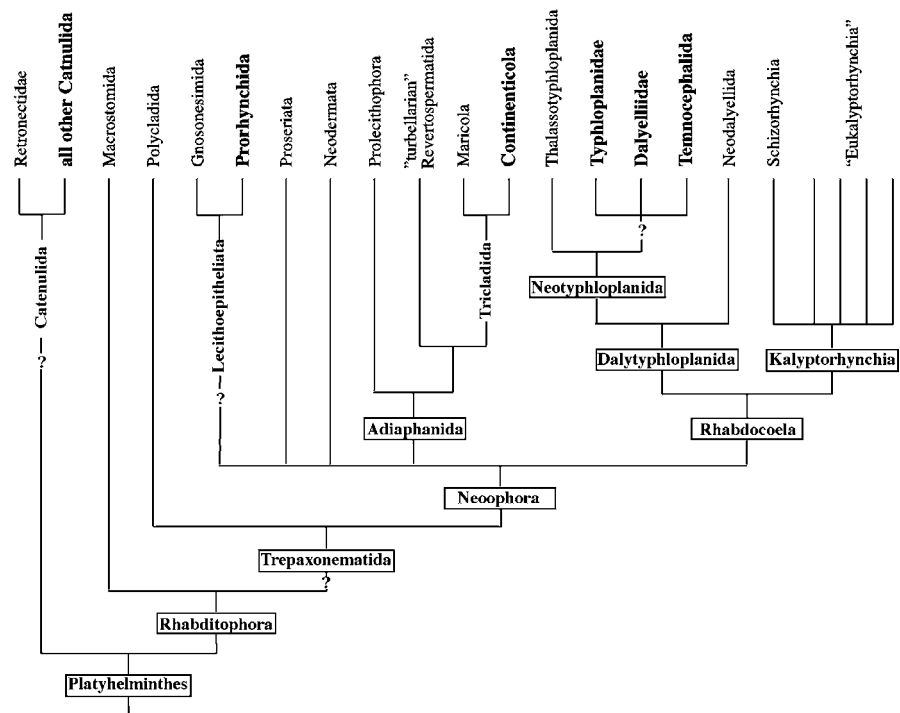 Retronectidae
all other Catnulida
Macrostomida
Polycladida
Gnosonesimida
Prorhynchida
Proseriata
Neodermata
Prolecithophora
"turbellarian"
Revertospermatida
Maricola
Continenticola
Thalassotyphloplanida
Typhloplanidae
Dalyelliidae
Temnocephalida
Neodalyellida
Schizorhynchia
"Eukalyptorhynchia"
Catenulida
?
Lecithoepitheliata
?
Tricladida
?
Neotyphloplanida
Dalytyphloplanida
Kalyptorhynchia
Adiaphanida
Rhabdocoela
Neoophora
Trepaxonematida
?
Rhabditophora
Platyhelminthes